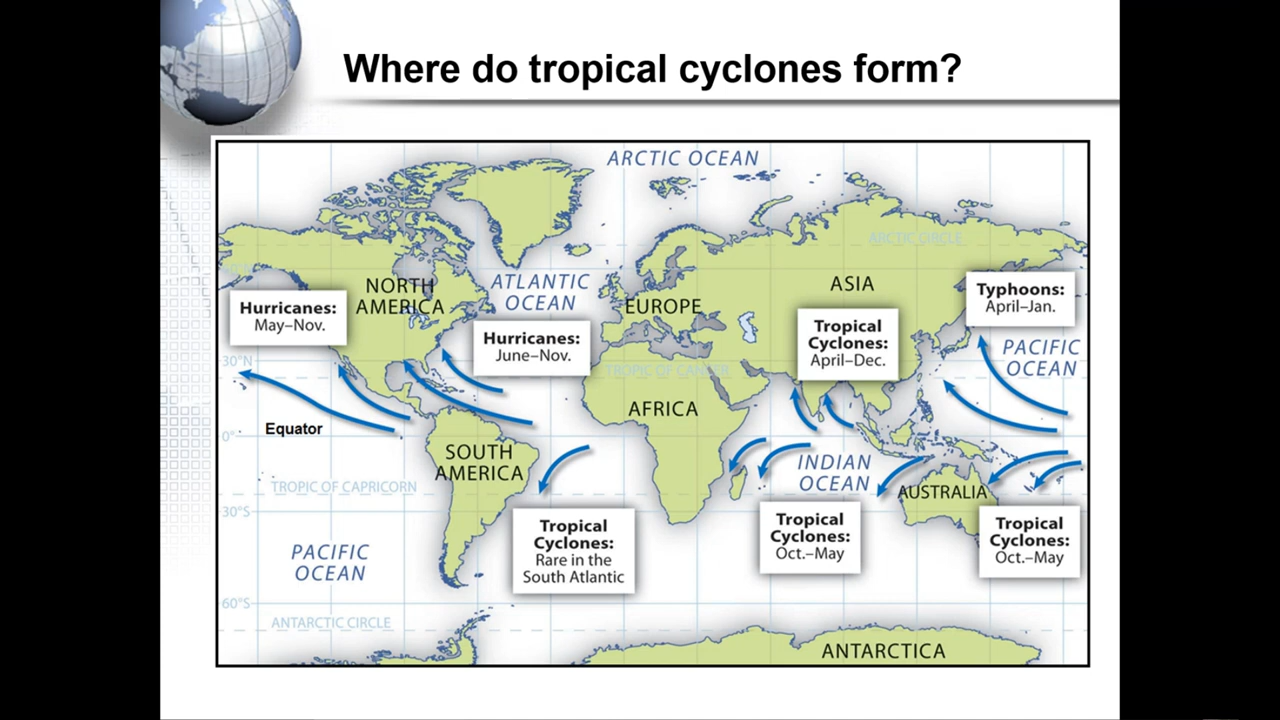 Where do tropical cyclones form?
ARCTIC OCEAN
ARCTIC CIRCLE
NORTH
AMERICA
ATLANTIC
OCEAN
EUROPE
ASIA
Hurricanes:
May–Nov.
Hurricanes:
June–Nov.
Tropical
Cyclones:
April–Dec.
Typhoons:
April–Jan.
PACIFIC
OCEAN
30°N
TROPIC OF CANCER
AFRICA
Equator
0°
SOUTH
AMERICA
INDIAN
OCEAN
AUSTRALIA
TROPIC OF CAPRICORN
30°S
Tropical
Cyclones:
Rare in the
South Atlantic
Tropical
Cyclones:
Oct.–May
Tropical
Cyclones:
Oct.–May
PACIFIC
OCEAN
60°S
ANTARCTIC CIRCLE
ANTARCTICA